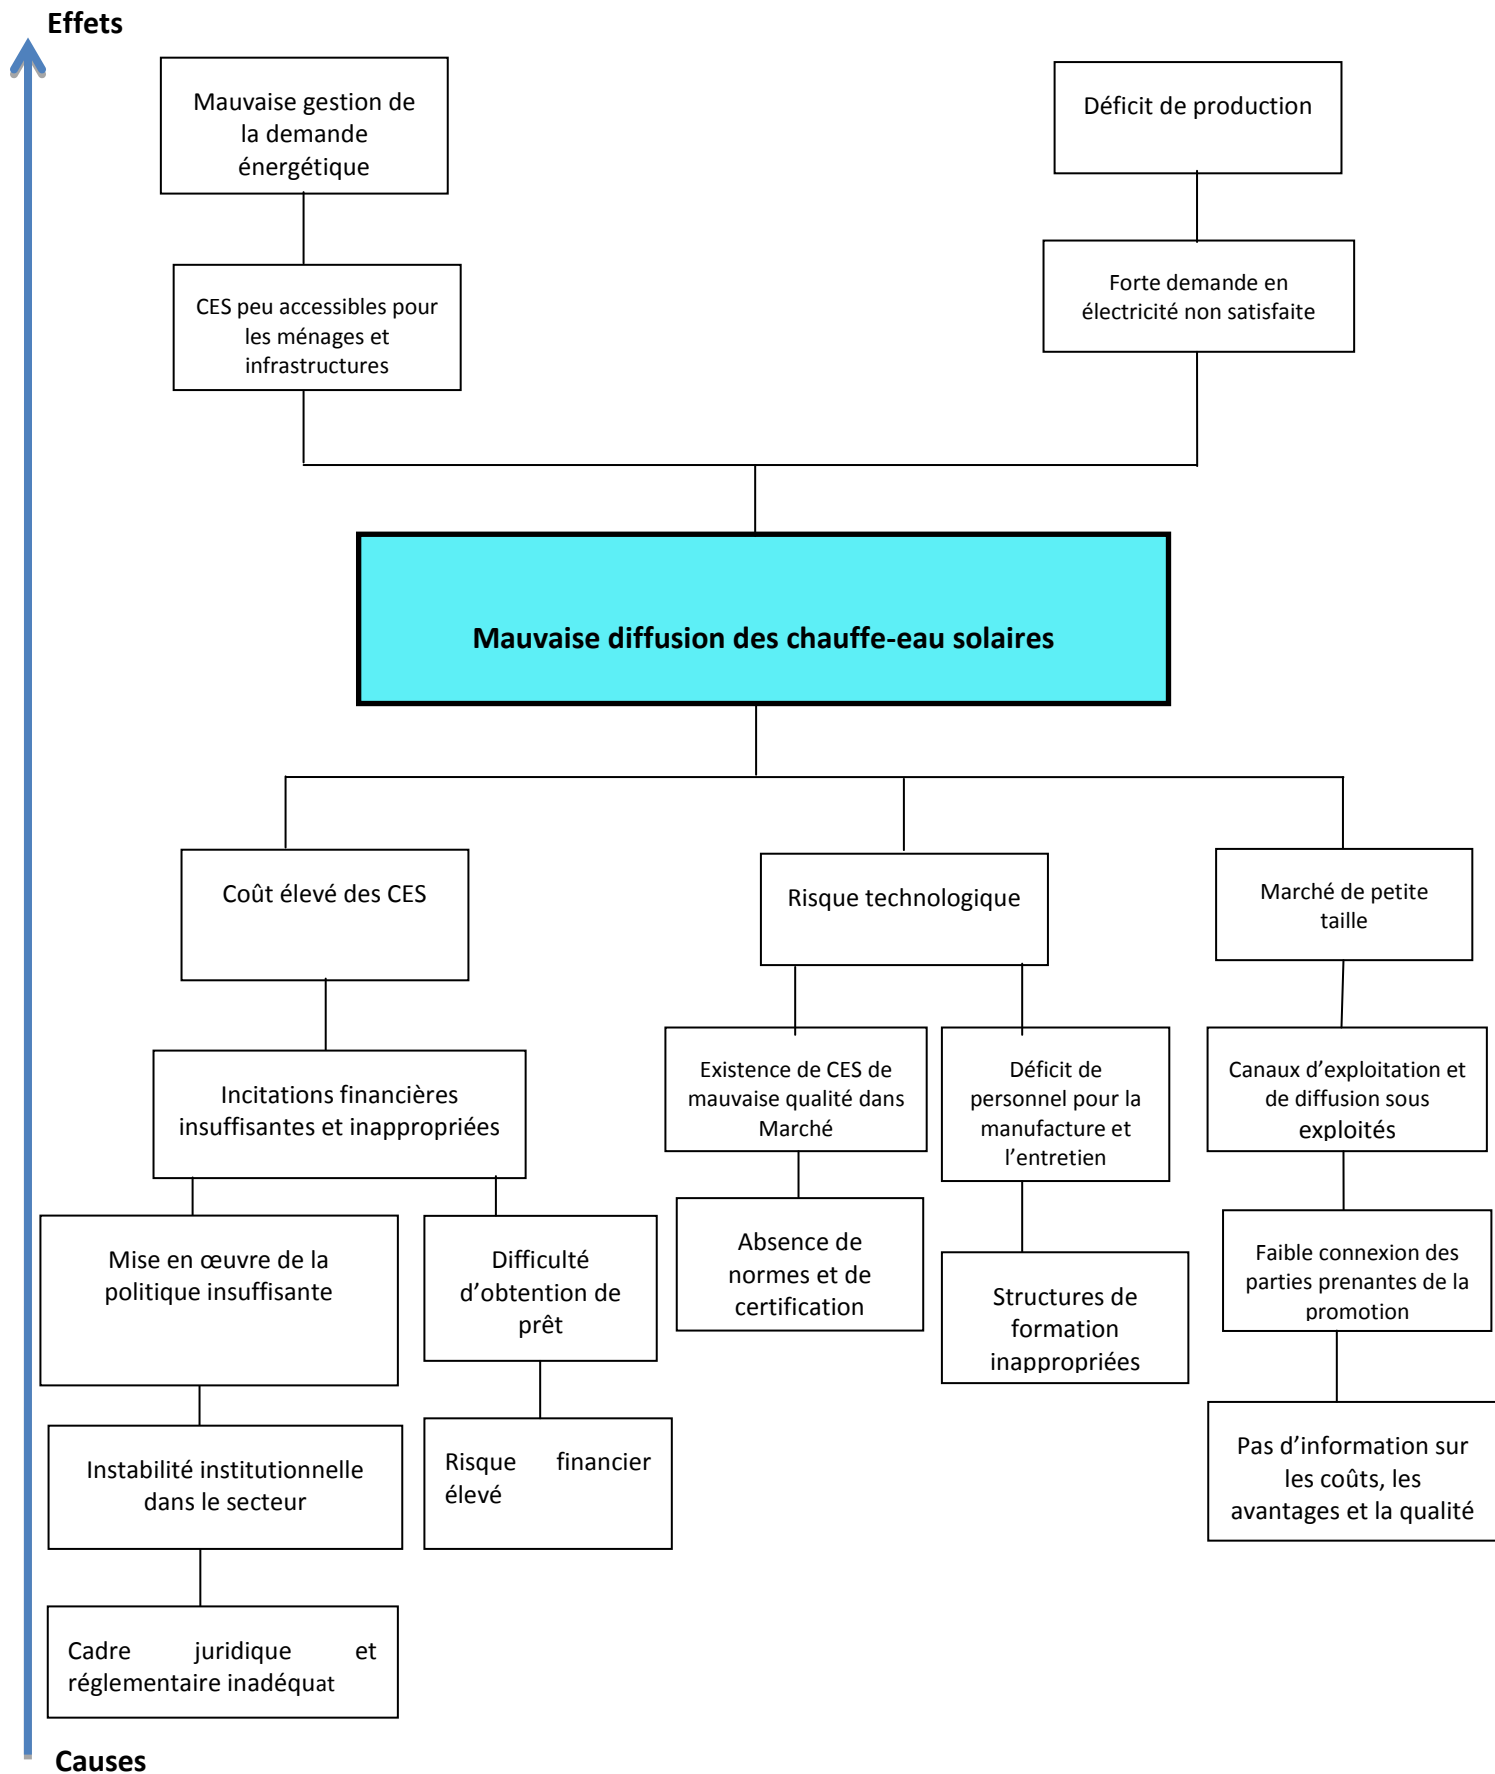 Effets
Mauvaise gestion de
la demande
énergétique
Déficit de production
CES peu accessibles pour
les ménages et
infrastructures
Forte demande en
électricité non satisfaite
Mauvaise diffusion des chauffe-eau solaires
Coût élevé des CES
Risque technologique
Marché de petite
taille
Incitations financières
insuffisantes et inappropriées
Existence de CES de
mauvaise qualité dans
Marché
Déficit de
personnel pour la
manufacture et
l’entretien
Canaux d’exploitation et
de diffusion sous
exploités
Mise en œuvre de la
politique insuffisante
Difficulté
d’obtention de
prêt
Absence de
normes et de
certification
Structures de
formation
inappropriées
Faible connexion des
parties prenantes de la
promotion
Instabilité institutionnelle
dans le secteur
Risque financier
élevé
Pas d’information sur
les coûts, les
avantages et la qualité
Cadre juridique et
réglementaire inadéquat
Causes